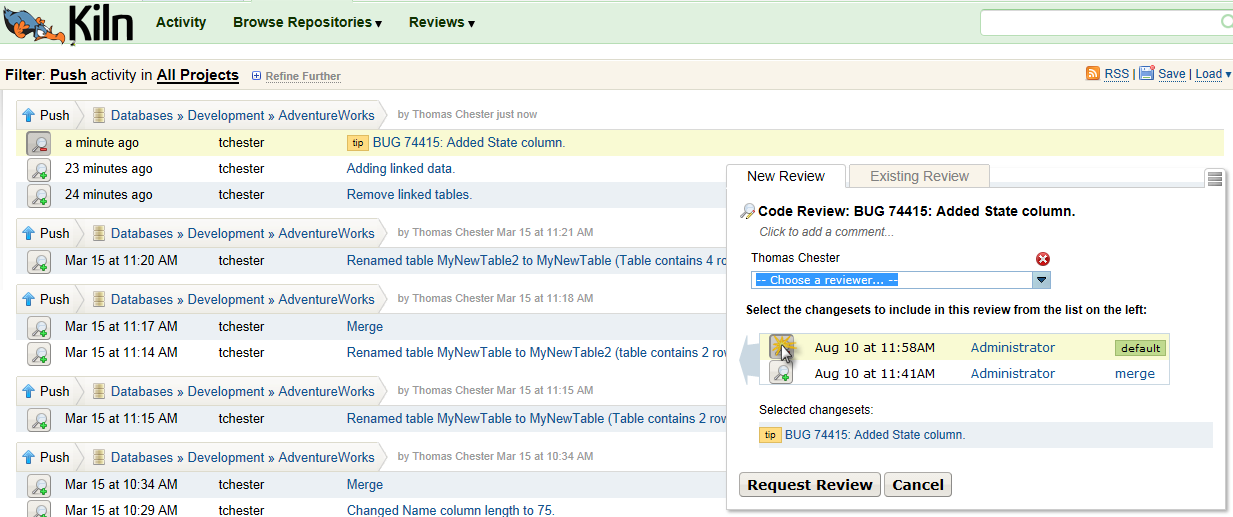 Kiln Activity Browse Repositories ▾ Reviews ▾
Filter: Push activity in All Projects Refine Further RSS | Save | Load ▾
Push Databases » Development » AdventureWorks by Thomas Chester just now
a minute ago tchester tip BUG 74415: Added State column.
23 minutes ago tchester Adding linked data.
24 minutes ago tchester Remove linked tables.
Push Databases » Development » AdventureWorks by Thomas Chester Mar 15 at 11:21 AM
Mar 15 at 11:20 AM tchester Renamed table MyNewTable2 to MyNewTable (Table contains 4 ro
Push Databases » Development » AdventureWorks by Thomas Chester Mar 15 at 11:18 AM
Mar 15 at 11:17 AM tchester Merge
Mar 15 at 11:14 AM tchester Renamed table MyNewTable to MyNewTable2 (table contains 2 row
Push Databases » Development » AdventureWorks by Thomas Chester Mar 15 at 11:15 AM
Mar 15 at 11:15 AM tchester Renamed table MyNewTable to MyNewTable (Table contains 2 row
Push Databases » Development » AdventureWorks by Thomas Chester Mar 15 at 10:34 AM
Mar 15 at 10:34 AM tchester Merge
Mar 15 at 10:29 AM tchester Changed Name column length to 75.
New Review Existing Review
Code Review: BUG 74415: Added State column.
Click to add a comment...
Thomas Chester
-- Choose a reviewer... --
Select the changesets to include in this review from the list on the left:
Aug 10 at 11:58AM Administrator default
Aug 10 at 11:41AM Administrator merge
Selected changesets:
tip BUG 74415: Added State column.
Request Review Cancel